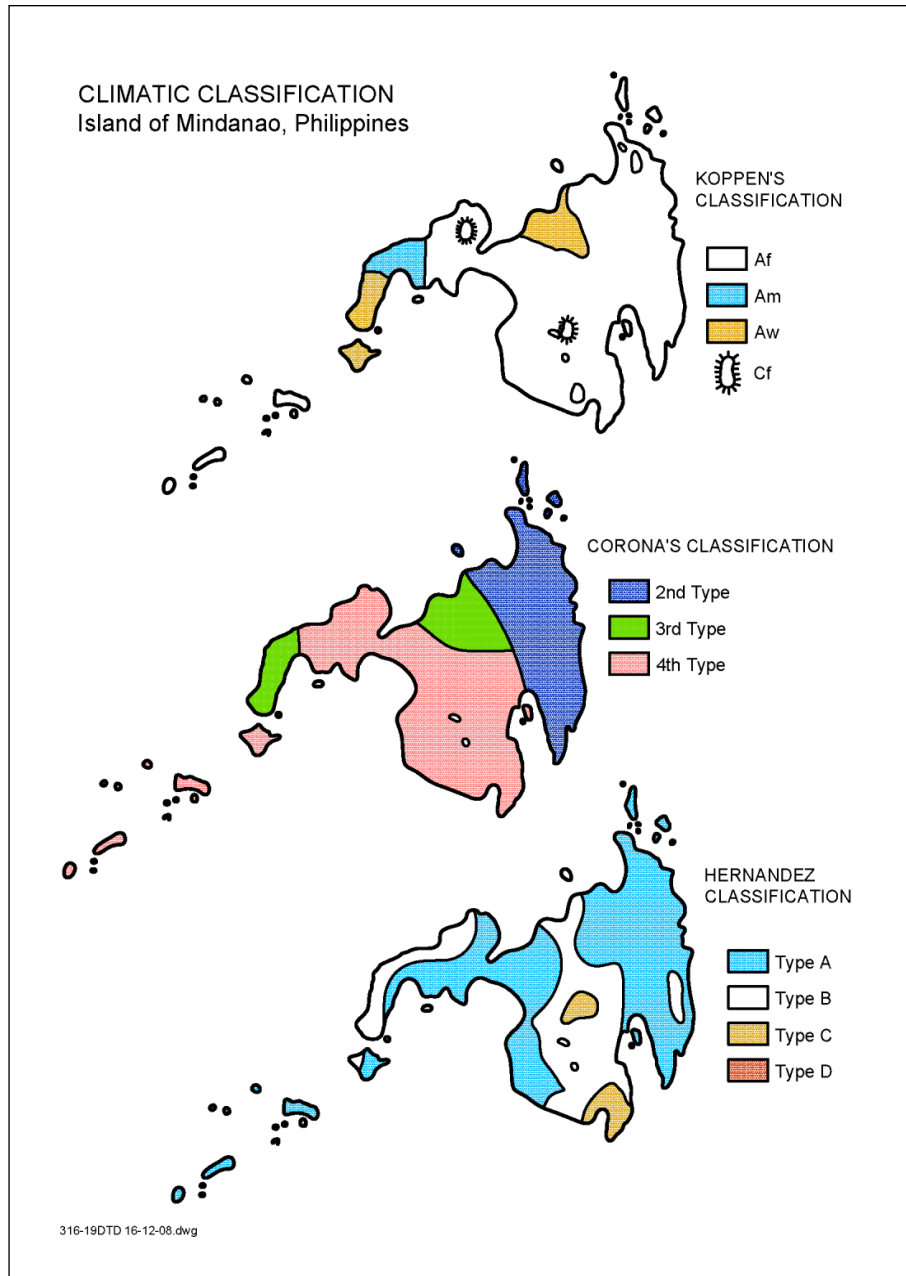 CLIMATIC CLASSIFICATION
Island of Mindanao, Philippines
KOPPEN'S
CLASSIFICATION
Af
Am
Aw
Cf
CORONA'S CLASSIFICATION
2nd Type
3rd Type
4th Type
HERNANDEZ
CLASSIFICATION
Type A
Type B
Type C
Type D
316-19DTD 16-12-08.dwg